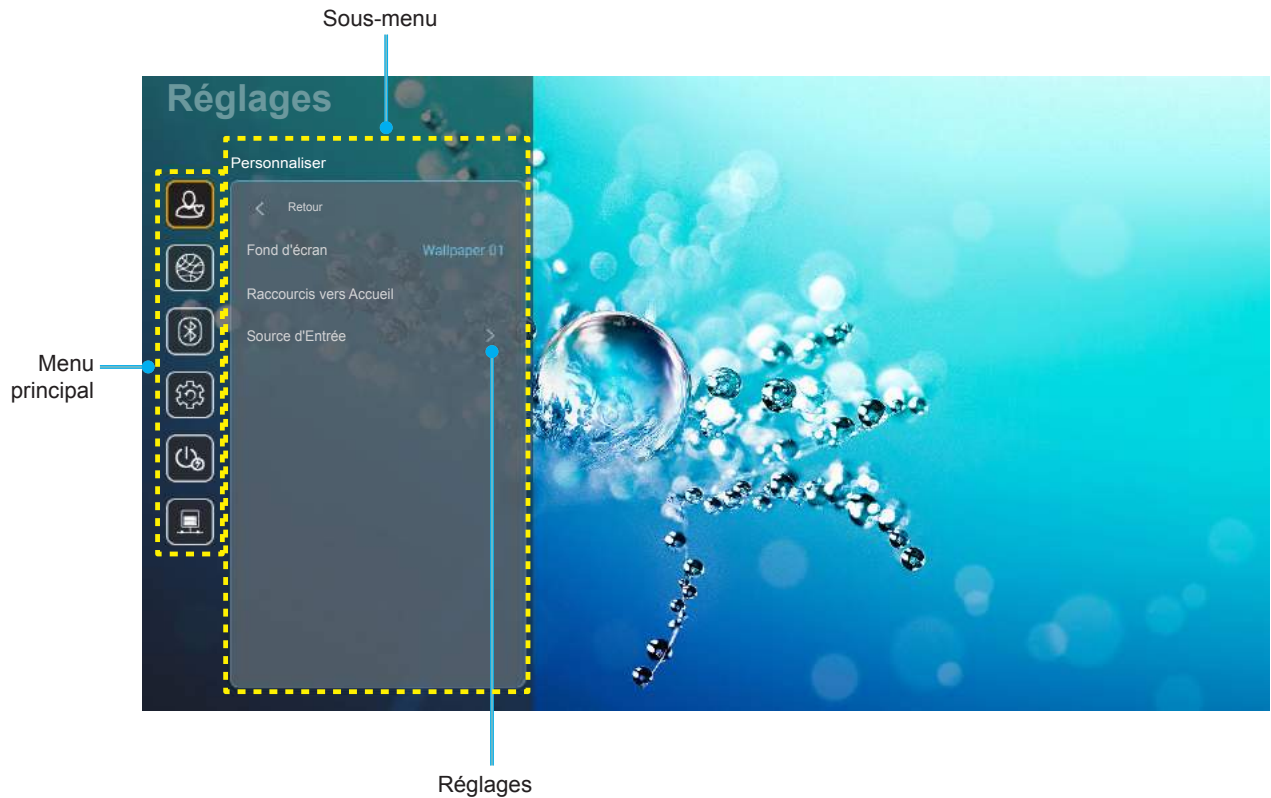 Sous-menu
Réglages
Personnaliser
Retour
Fond d'écran Wallpaper 01
Raccourcis vers Accueil
Source d'Entrée
Menu
principal
Réglages